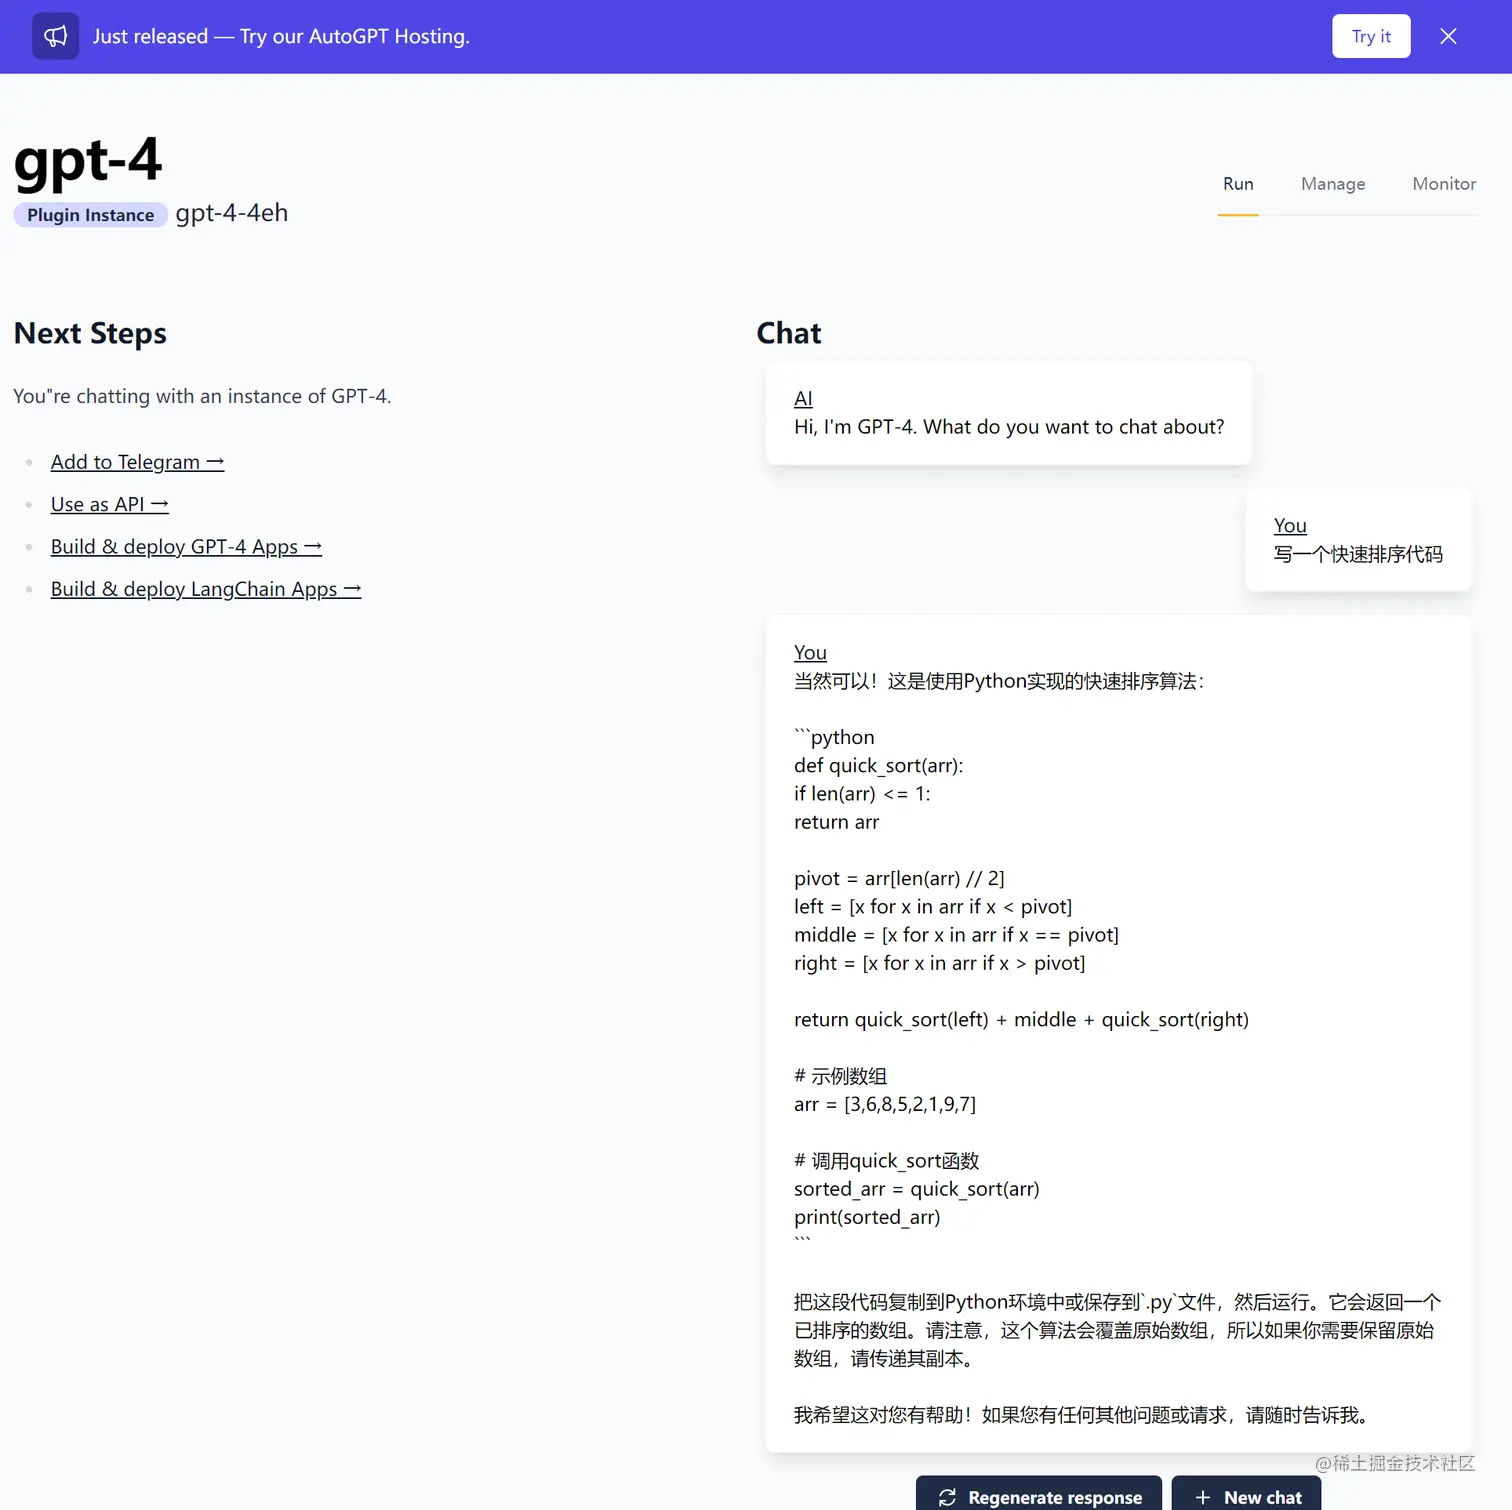 Just released — Try our AutoGPT Hosting.
Try it
gpt-4
Plugin Instance gpt-4-4eh
Run
Manage
Monitor
Next Steps
You"re chatting with an instance of GPT-4.
Add to Telegram →
Use as API →
Build & deploy GPT-4 Apps →
Build & deploy LangChain Apps →
Chat
AI
Hi, I'm GPT-4. What do you want to chat about?
You
写一个快速排序代码
You
当然可以！这是使用Python实现的快速排序算法：
```python
def quick_sort(arr):
if len(arr) <= 1:
return arr
pivot = arr[len(arr) // 2]
left = [x for x in arr if x < pivot]
middle = [x for x in arr if x == pivot]
right = [x for x in arr if x > pivot]
return quick_sort(left) + middle + quick_sort(right)
# 示例数组
arr = [3,6,8,5,2,1,9,7]
# 调用quick_sort函数
sorted_arr = quick_sort(arr)
print(sorted_arr)
```
把这段代码复制到Python环境中或保存到`.py`文件，然后运行。它会返回一个
已排序的数组。请注意，这个算法会覆盖原始数组，所以如果你需要保留原始
数组，请传递其副本。
我希望这对您有帮助！如果您有任何其他问题或请求，请随时告诉我。
@稀土掘金技术社区
Regenerate response
+ New chat